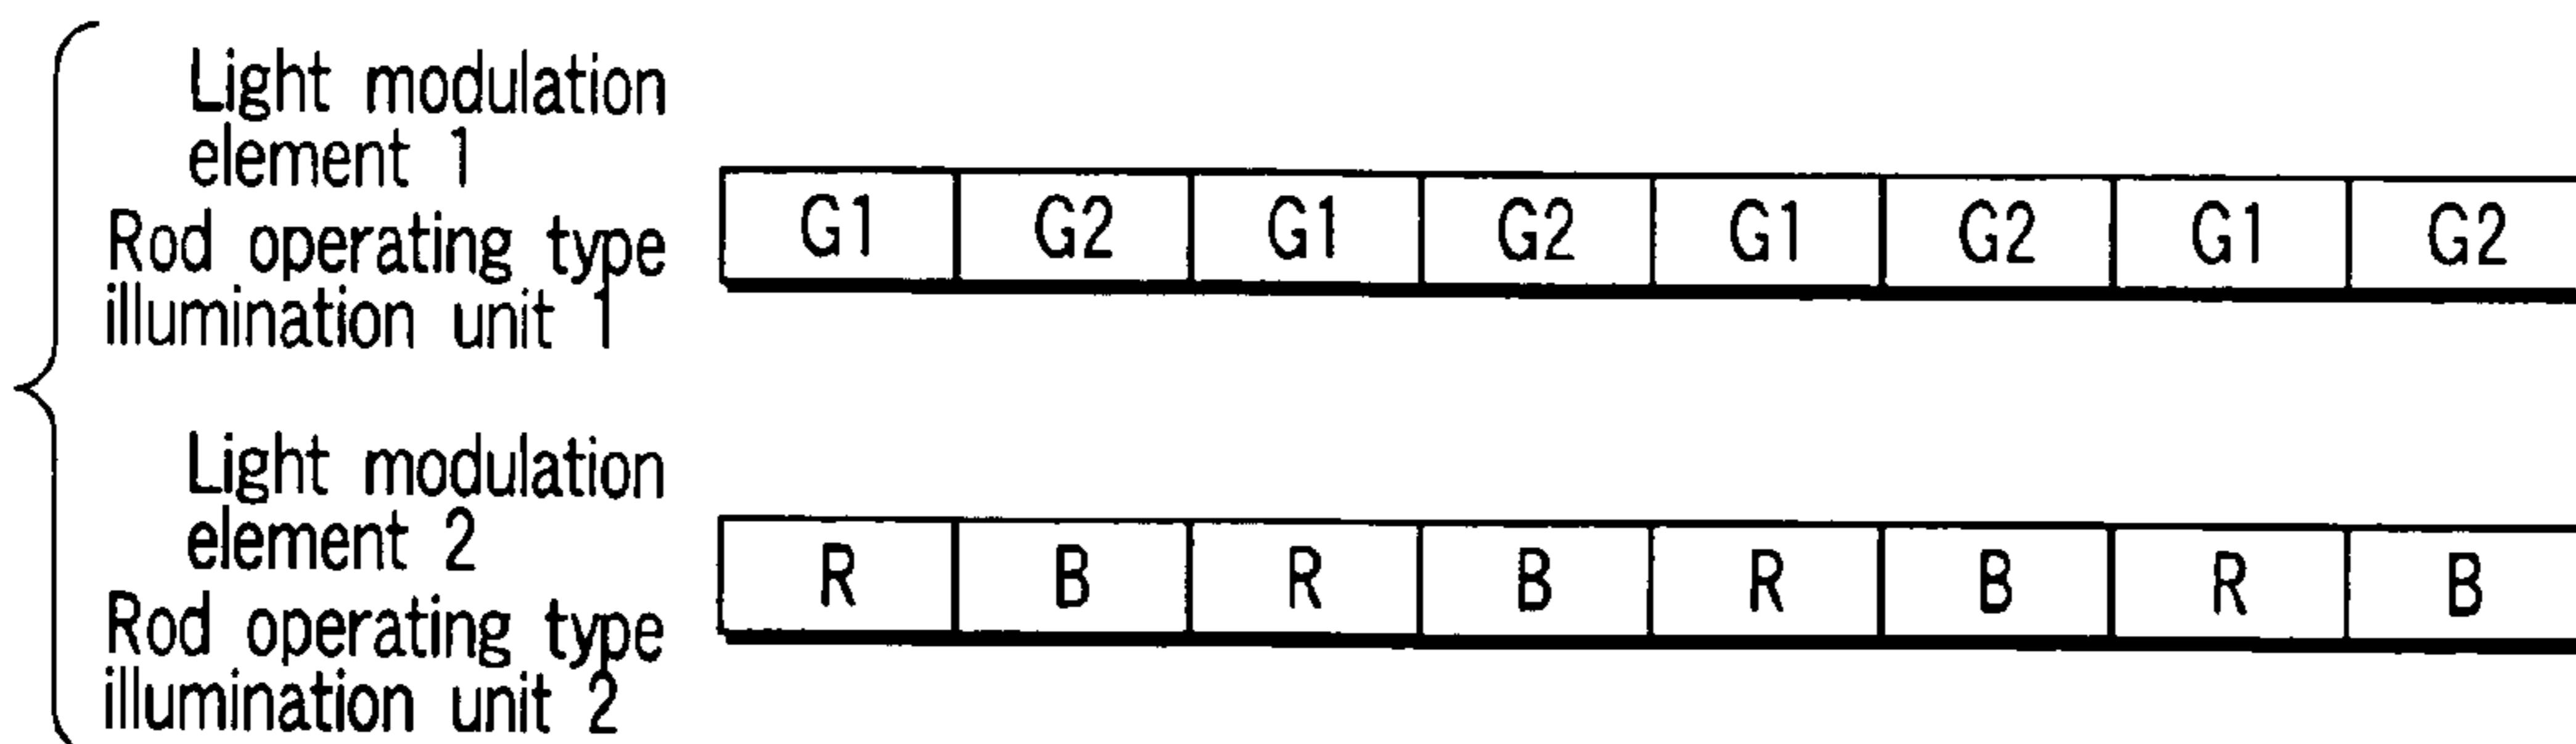 Light modulation
element 1
Rod operating type
illumination unit 1
G1 G2 G1 G2 G1 G2 G1 G2
Light modulation
element 2
Rod operating type
illumination unit 2
R B R B R B R B